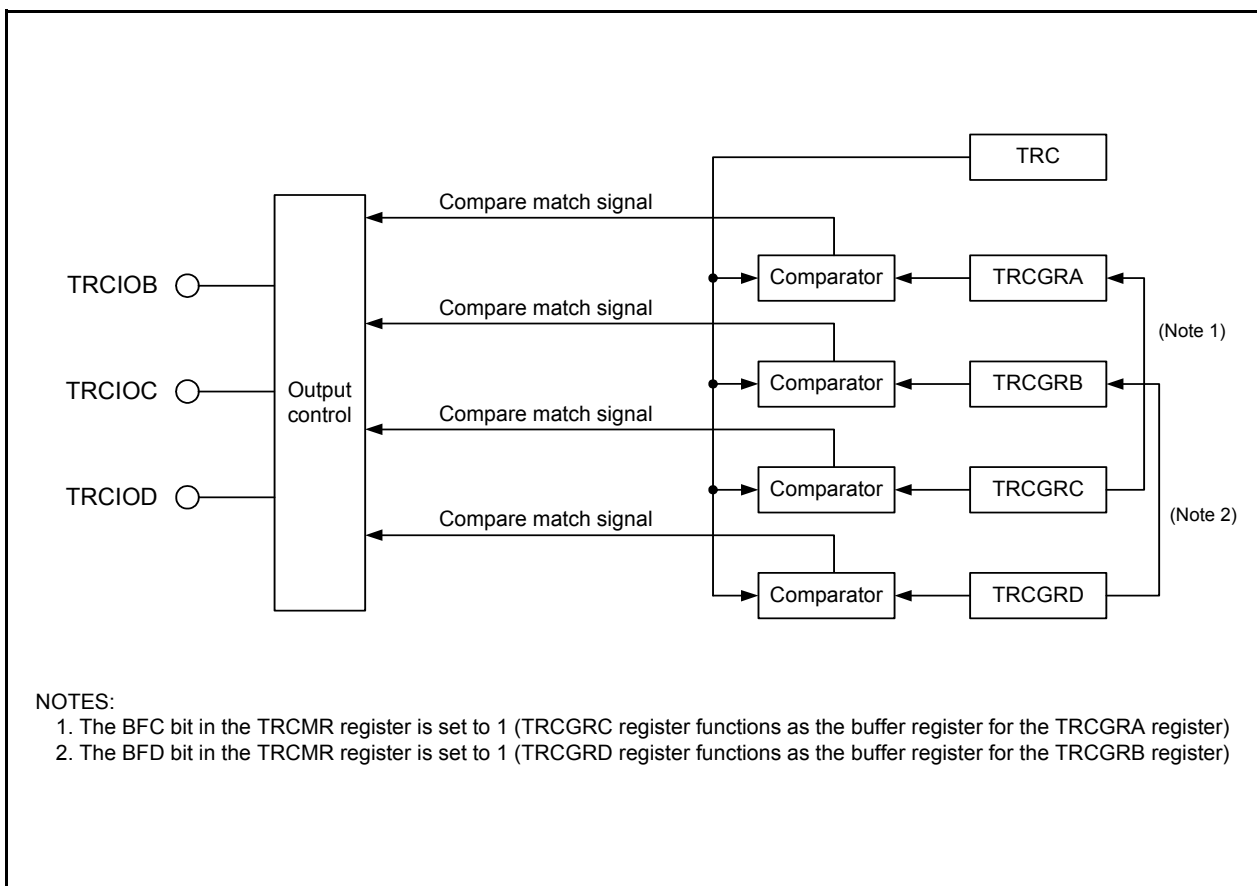 TRC
Compare match signal
Comparator
TRCGRA
TRCIOB
Compare match signal
(Note 1)
Comparator
TRCGRB
TRCIOC
Output
control
Compare match signal
Comparator
TRCGRC
TRCIOD
(Note 2)
Compare match signal
Comparator
TRCGRD
NOTES:
1. The BFC bit in the TRCMR register is set to 1 (TRCGRC register functions as the buffer register for the TRCGRA register)
2. The BFD bit in the TRCMR register is set to 1 (TRCGRD register functions as the buffer register for the TRCGRB register)